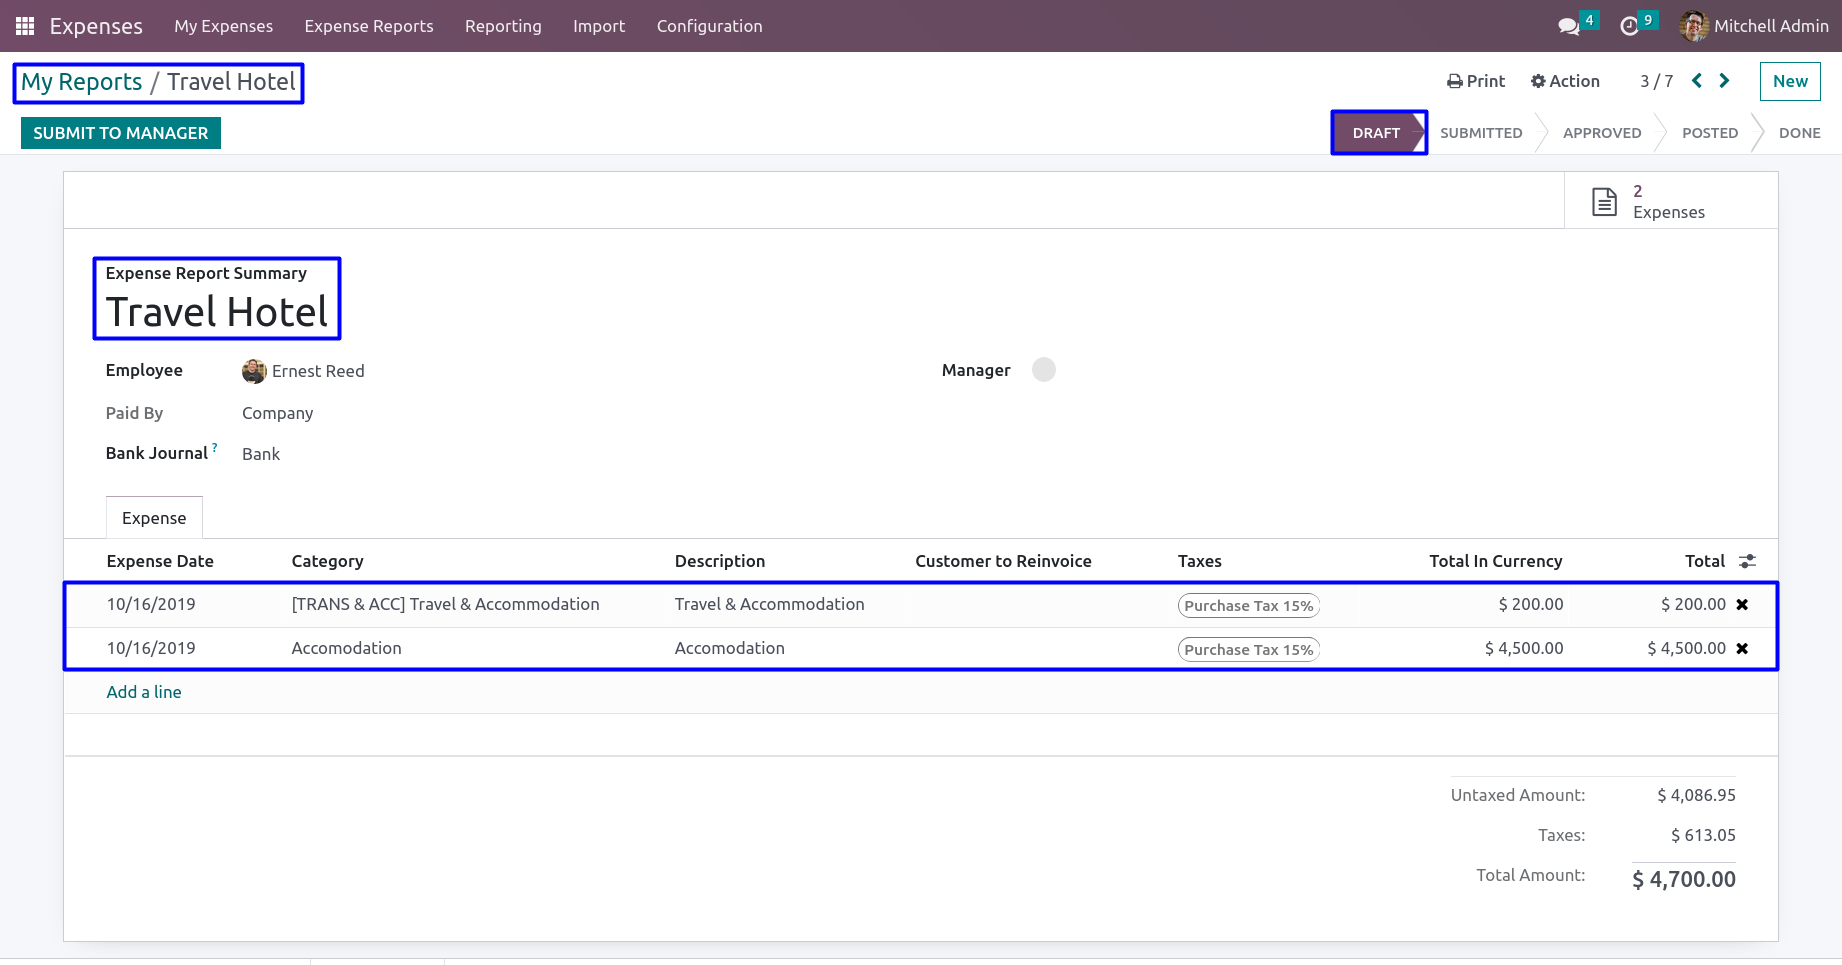 Expenses My Expenses Expense Reports Reporting Import Configuration 4 9 Mitchell Admin
My Reports / Travel Hotel Print Action 3 / 7 New
SUBMIT TO MANAGER DRAFT SUBMITTED APPROVED POSTED DONE
2
Expenses
Expense Report Summary
Travel Hotel
Employee Ernest Reed Manager
Paid By Company
Bank Journal ? Bank
Expense
Expense Date Category Description Customer to Reinvoice Taxes Total In Currency Total
10/16/2019 [TRANS & ACC] Travel & Accommodation Travel & Accommodation Purchase Tax 15% $ 200.00 $ 200.00
10/16/2019 Accomodation Accomodation Purchase Tax 15% $ 4,500.00 $ 4,500.00
Add a line
Untaxed Amount: $ 4,086.95
Taxes: $ 613.05
Total Amount: $ 4,700.00